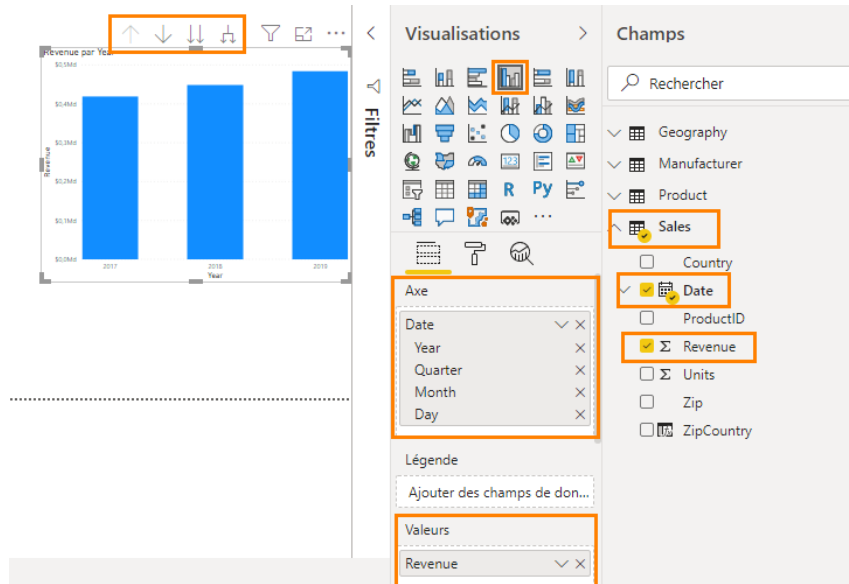 Revenue par Year
$0,5Md
$0,4Md
$0,3Md
$0,2Md
$0,1Md
$0,0Md
Revenue
2017
2018
2019
Year
Filtres
Visualisations
123
R
Py
Axe
Date
Year
Quarter
Month
Day
Légende
Ajouter des champs de don...
Valeurs
Revenue
Champs
Rechercher
Geography
Manufacturer
Product
Sales
Country
Date
ProductID
Σ Revenue
Σ Units
Zip
ZipCountry